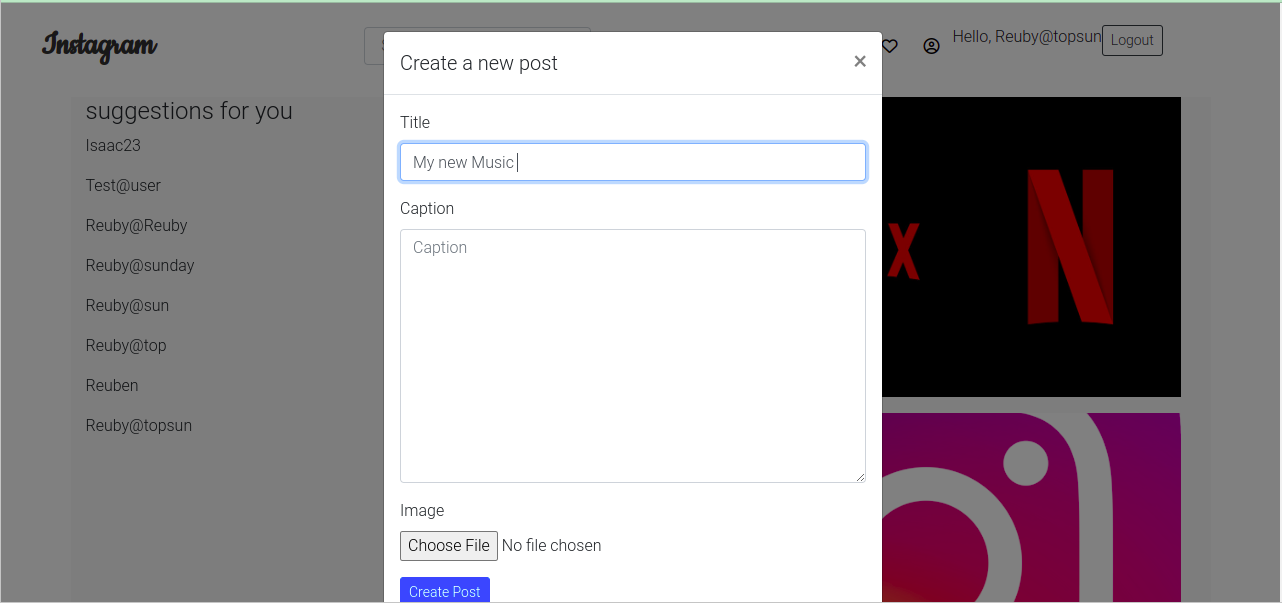 Instagram
Hello, Reuby@topsun
Logout
Create a new post
×
suggestions for you
Isaac23
Test@user
Reuby@Reuby
Reuby@sunday
Reuby@sun
Reuby@top
Reuben
Reuby@topsun
Title
My new Music
Caption
Caption
Image
Choose File No file chosen
Create Post
x N